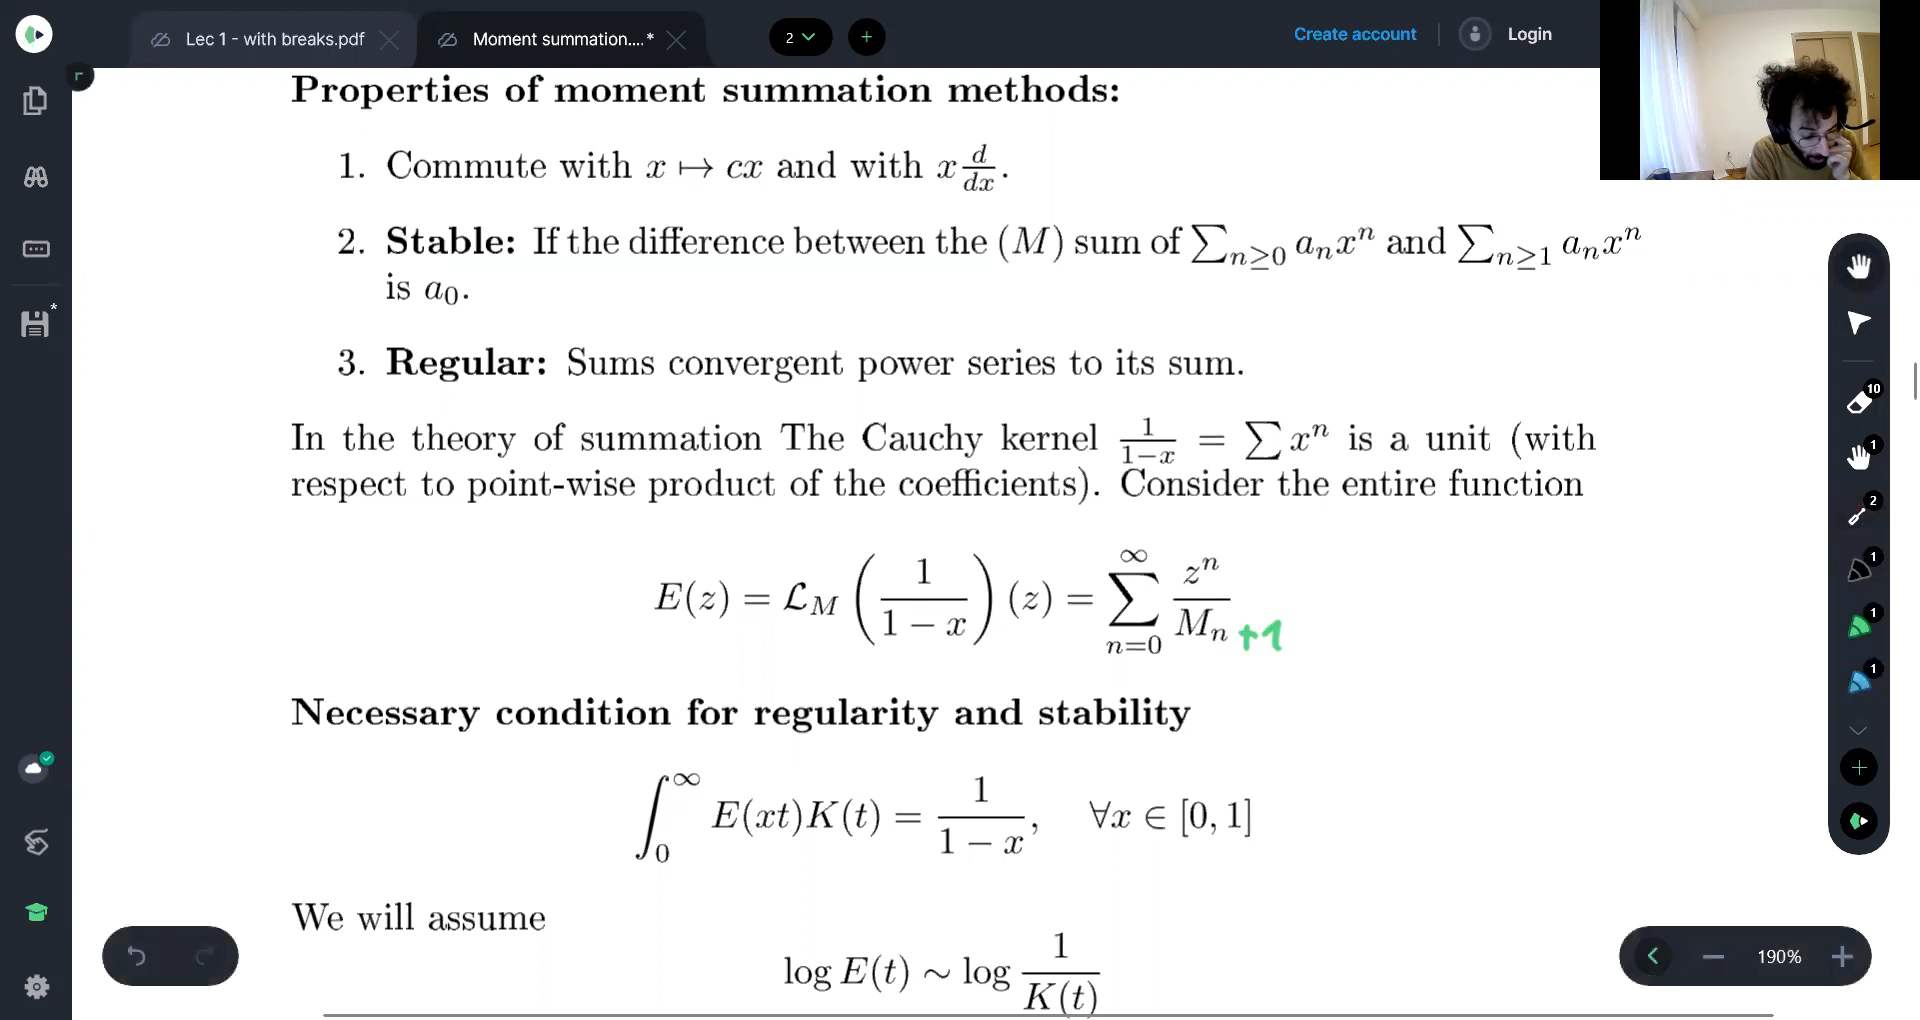 Lec 1 - with breaks.pdf
Moment summation....*
2
+
Create account
Login
r
Properties of moment summation methods:
1. Commute with x ↦ cx and with x d/dx.
2. Stable: If the difference between the (M) sum of ∑_{n≥0} a_n x^n and ∑_{n≥1} a_n x^n
is a_0.
3. Regular: Sums convergent power series to its sum.
In the theory of summation The Cauchy kernel 1/(1−x) = ∑ x^n is a unit (with
respect to point-wise product of the coefficients). Consider the entire function
E(z) = 𝓛_M (1/(1 − x)) (z) = ∑_{n=0}^{∞} z^n/M_n +1
Necessary condition for regularity and stability
∫_0^∞ E(xt)K(t) = 1/(1 − x), ∀x ∈ [0, 1]
We will assume
log E(t) ∼ log 1/K(t)
10
1
2
1
1
1
190%